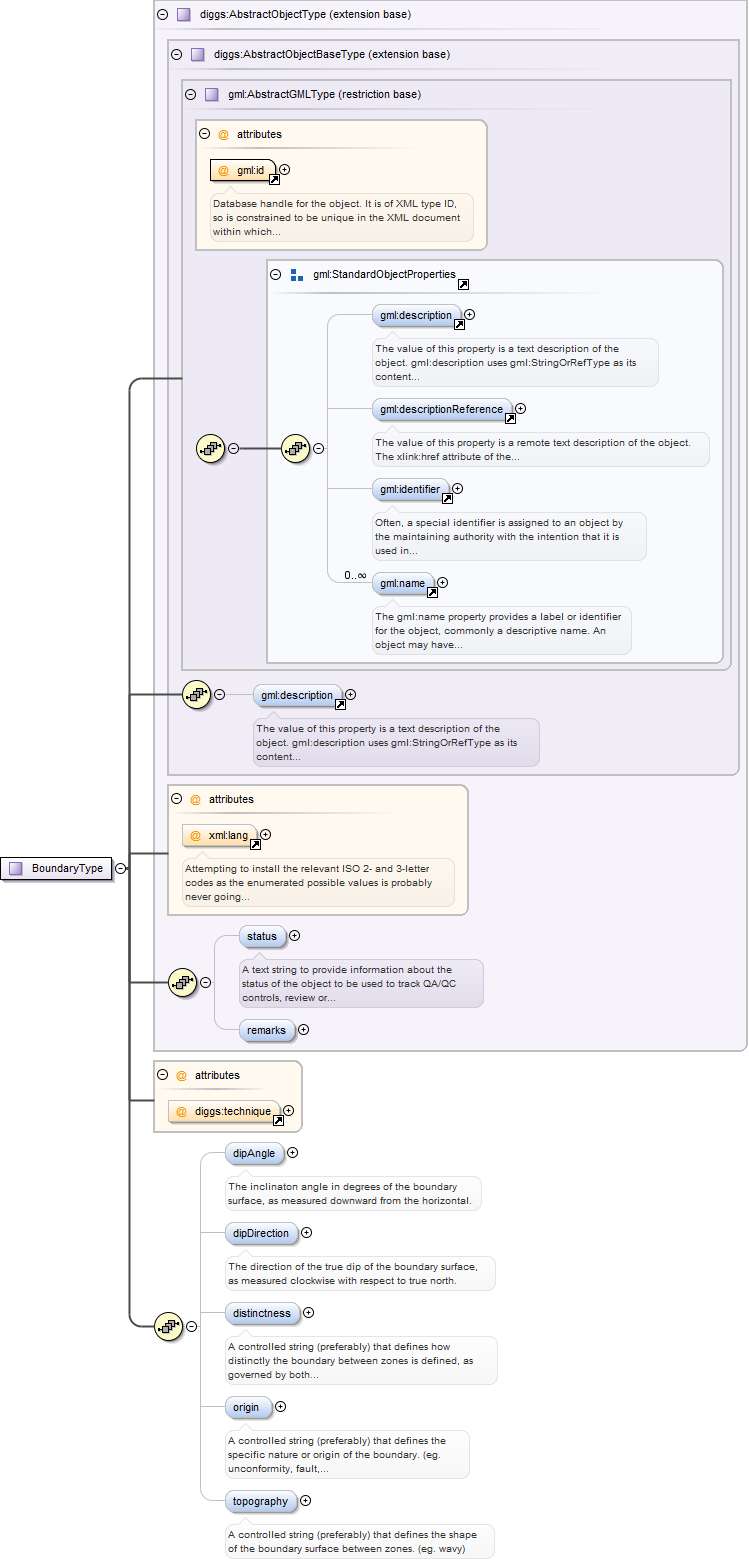 diggs:AbstractObjectType (extension base)
diggs:AbstractObjectBaseType (extension base)
gml:AbstractGMLType (restriction base)
@ attributes
@ gml:id
Database handle for the object. It is of XML type ID,
so is constrained to be unique in the XML document
within which...
gml:StandardObjectProperties
gml:description
The value of this property is a text description of the
object. gml:description uses gml:StringOrRefType as its
content...
gml:descriptionReference
The value of this property is a remote text description of the object.
The xlink:href attribute of the...
gml:identifier
Often, a special identifier is assigned to an object by
the maintaining authority with the intention that it is
used in...
0..∞
gml:name
The gml:name property provides a label or identifier
for the object, commonly a descriptive name. An
object may have...
gml:description
The value of this property is a text description of the
object. gml:description uses gml:StringOrRefType as its
content...
@ attributes
@ xml:lang
Attempting to install the relevant ISO 2- and 3-letter
codes as the enumerated possible values is probably
never going...
BoundaryType
status
A text string to provide information about the
status of the object to be used to track QA/QC
controls, review or...
remarks
@ attributes
@ diggs:technique
dipAngle
The inclinaton angle in degrees of the boundary
surface, as measured downward from the horizontal.
dipDirection
The direction of the true dip of the boundary surface,
as measured clockwise with respect to true north.
distinctness
A controlled string (preferably) that defines how
distinctly the boundary between zones is defined, as
governed by both...
origin
A controlled string (preferably) that defines the
specific nature or origin of the boundary. (eg.
unconformity, fault,...
topography
A controlled string (preferably) that defines the shape
of the boundary surface between zones. (eg. wavy)